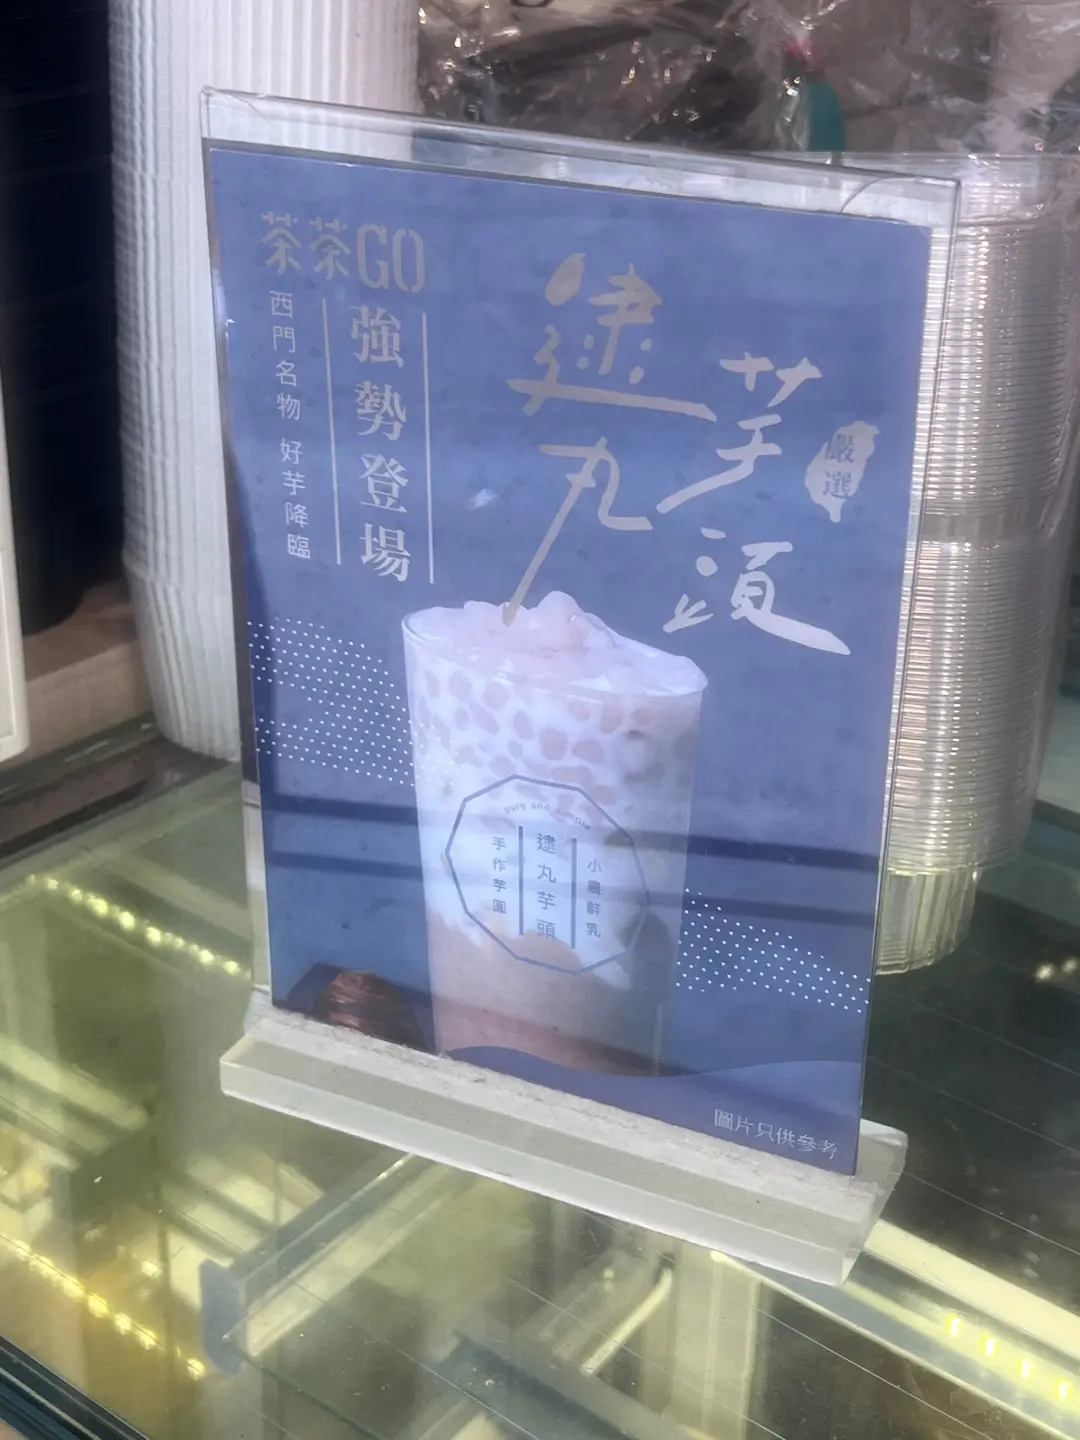 茶茶GO
強勢登場
西門名物 好芋降臨
嚴選
芋頭
逮丸
pure and simple
小農鮮乳
逮丸芋頭
手作芋圓
圖片只供參考